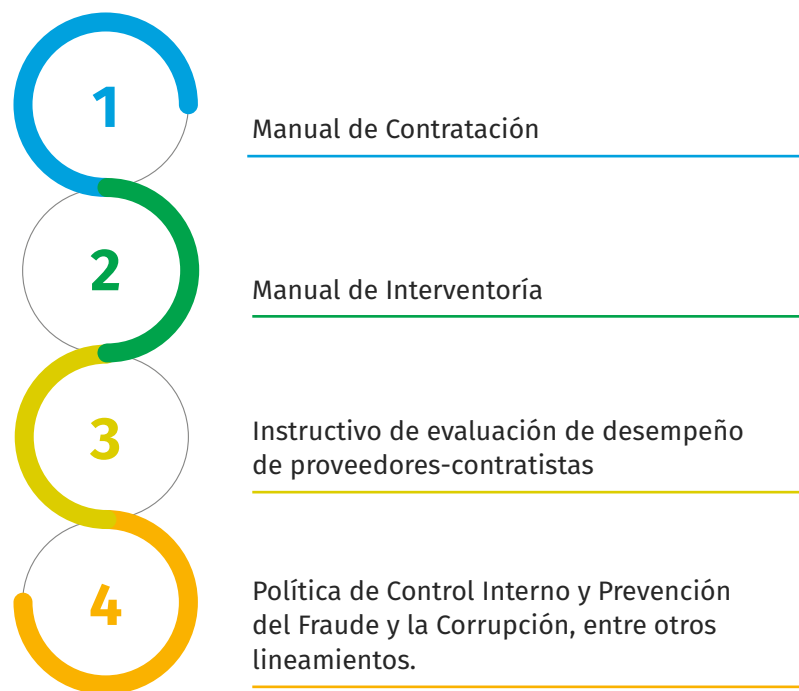 1
Manual de Contratación
2
Manual de Interventoría
3
Instructivo de evaluación de desempeño
de proveedores-contratistas
4
Política de Control Interno y Prevención
del Fraude y la Corrupción, entre otros
lineamientos.